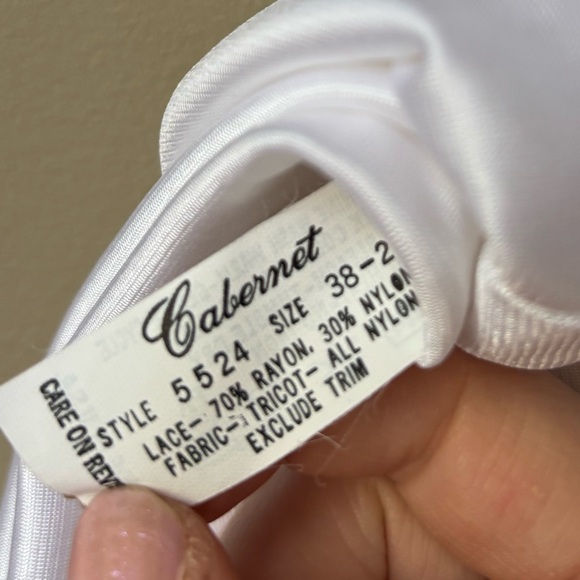 Cabernet
STYLE 5524 SIZE 38-2
LACE- 70% RAYON, 30% NYLON
FABRIC- TRICOT- ALL NYLON
EXCLUDE TRIM
CARE ON REV